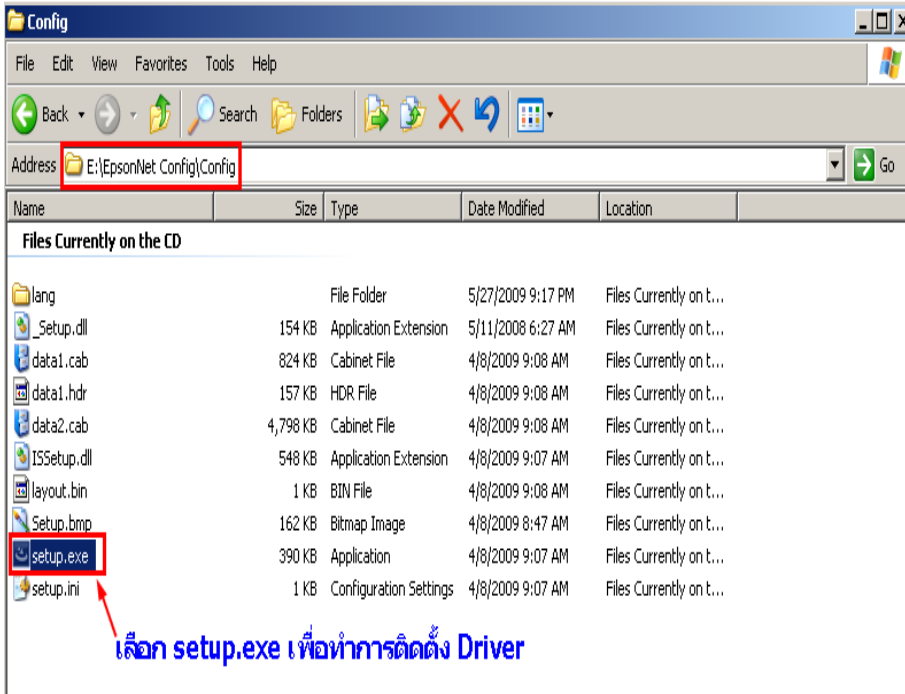 Config
File Edit View Favorites Tools Help
Back Search Folders
Address E:\EpsonNet Config\Config Go
Name Size Type Date Modified Location
Files Currently on the CD
lang File Folder 5/27/2009 9:17 PM Files Currently on t...
_Setup.dll 154 KB Application Extension 5/11/2008 6:27 AM Files Currently on t...
data1.cab 824 KB Cabinet File 4/8/2009 9:08 AM Files Currently on t...
data1.hdr 157 KB HDR File 4/8/2009 9:08 AM Files Currently on t...
data2.cab 4,798 KB Cabinet File 4/8/2009 9:08 AM Files Currently on t...
ISSetup.dll 548 KB Application Extension 4/8/2009 9:07 AM Files Currently on t...
layout.bin 1 KB BIN File 4/8/2009 9:08 AM Files Currently on t...
Setup.bmp 162 KB Bitmap Image 4/8/2009 8:47 AM Files Currently on t...
setup.exe 390 KB Application 4/8/2009 9:07 AM Files Currently on t...
setup.ini 1 KB Configuration Settings 4/8/2009 9:07 AM Files Currently on t...
เลือก setup.exe เพื่อทำการติดตั้ง Driver